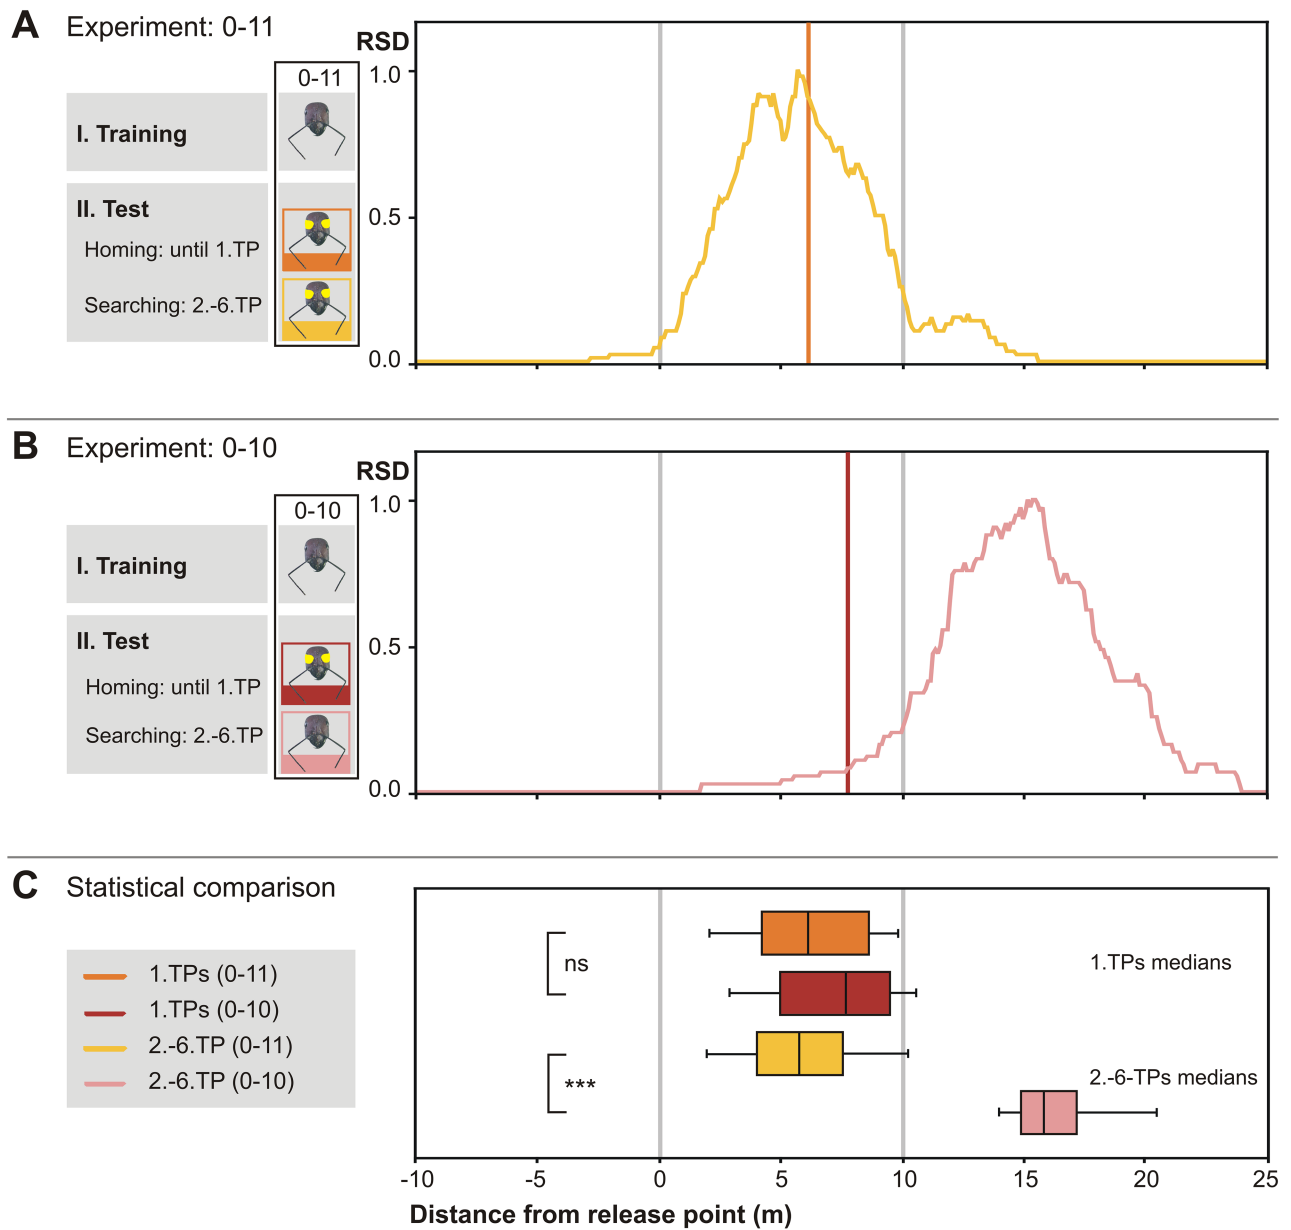 A Experiment: 0-11
RSD
0-11
1.0
I. Training
II. Test
0.5
Homing: until 1.TP
Searching: 2.-6.TP
0.0
B Experiment: 0-10
RSD
0-10
1.0
I. Training
II. Test
0.5
Homing: until 1.TP
Searching: 2.-6.TP
0.0
C Statistical comparison
1.TPs (0-11)
1.TPs (0-10)
2.-6.TP (0-11)
2.-6.TP (0-10)
ns
1.TPs medians
***
2.-6-TPs medians
-10 -5 0 5 10 15 20 25
Distance from release point (m)